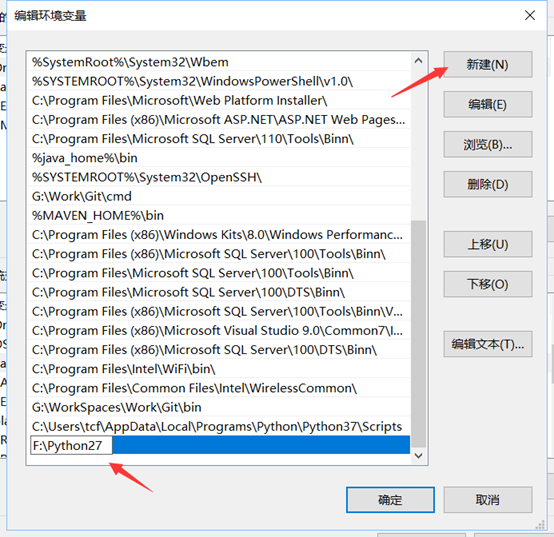 编辑环境变量
%SystemRoot%\System32\Wbem
%SYSTEMROOT%\System32\WindowsPowerShell\v1.0\
C:\Program Files\Microsoft\Web Platform Installer\
C:\Program Files (x86)\Microsoft ASP.NET\ASP.NET Web Pages...
C:\Program Files\Microsoft SQL Server\110\Tools\Binn\
%java_home%\bin
%SYSTEMROOT%\System32\OpenSSH\
G:\Work\Git\cmd
%MAVEN_HOME%\bin
C:\Program Files (x86)\Windows Kits\8.0\Windows Performanc...
C:\Program Files (x86)\Microsoft SQL Server\100\Tools\Binn\
C:\Program Files\Microsoft SQL Server\100\Tools\Binn\
C:\Program Files\Microsoft SQL Server\100\DTS\Binn\
C:\Program Files (x86)\Microsoft SQL Server\100\Tools\Binn\V...
C:\Program Files (x86)\Microsoft Visual Studio 9.0\Common7\I...
C:\Program Files (x86)\Microsoft SQL Server\100\DTS\Binn\
C:\Program Files\Intel\WiFi\bin\
C:\Program Files\Common Files\Intel\WirelessCommon\
G:\WorkSpaces\Work\Git\bin
C:\Users\tcf\AppData\Local\Programs\Python\Python37\Scripts
F:\Python27
新建(N)
编辑(E)
浏览(B)...
删除(D)
上移(U)
下移(O)
编辑文本(T)...
确定
取消